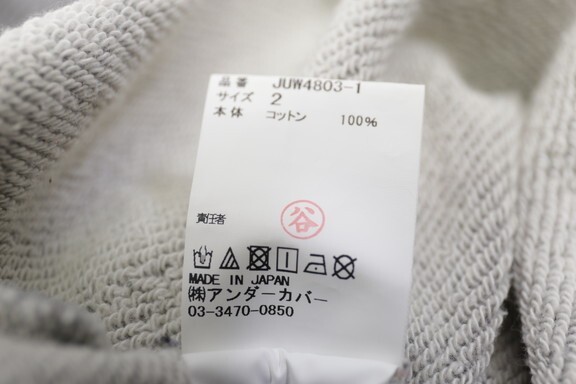 品番 JUW4803-1
サイズ 2
本体 コットン 100%
責任者 谷
MADE IN JAPAN
㈱アンダーカバー
03-3470-0850